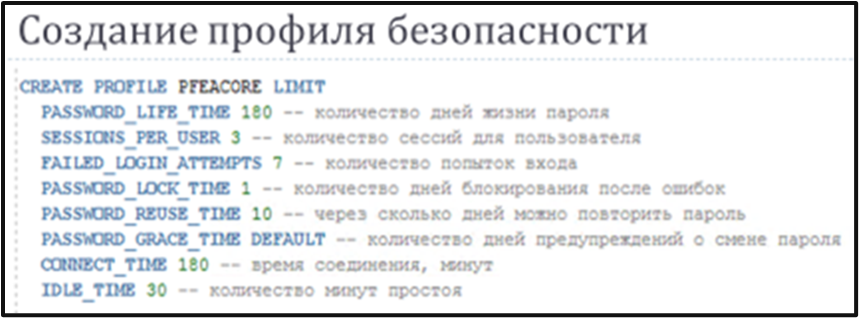 Создание профиля безопасности
CREATE PROFILE PFEACORE LIMIT
PASSWORD_LIFE_TIME 180 -- количество дней жизни пароля
SESSIONS_PER_USER 3 -- количество сессий для пользователя
FAILED_LOGIN_ATTEMPTS 7 -- количество попыток входа
PASSWORD_LOCK_TIME 1 -- количество дней блокирования после ошибок
PASSWORD_REUSE_TIME 10 -- через сколько дней можно повторить пароль
PASSWORD_GRACE_TIME DEFAULT -- количество дней предупреждений о смене пароля
CONNECT_TIME 180 -- время соединения, минут
IDLE_TIME 30 -- количество минут простоя